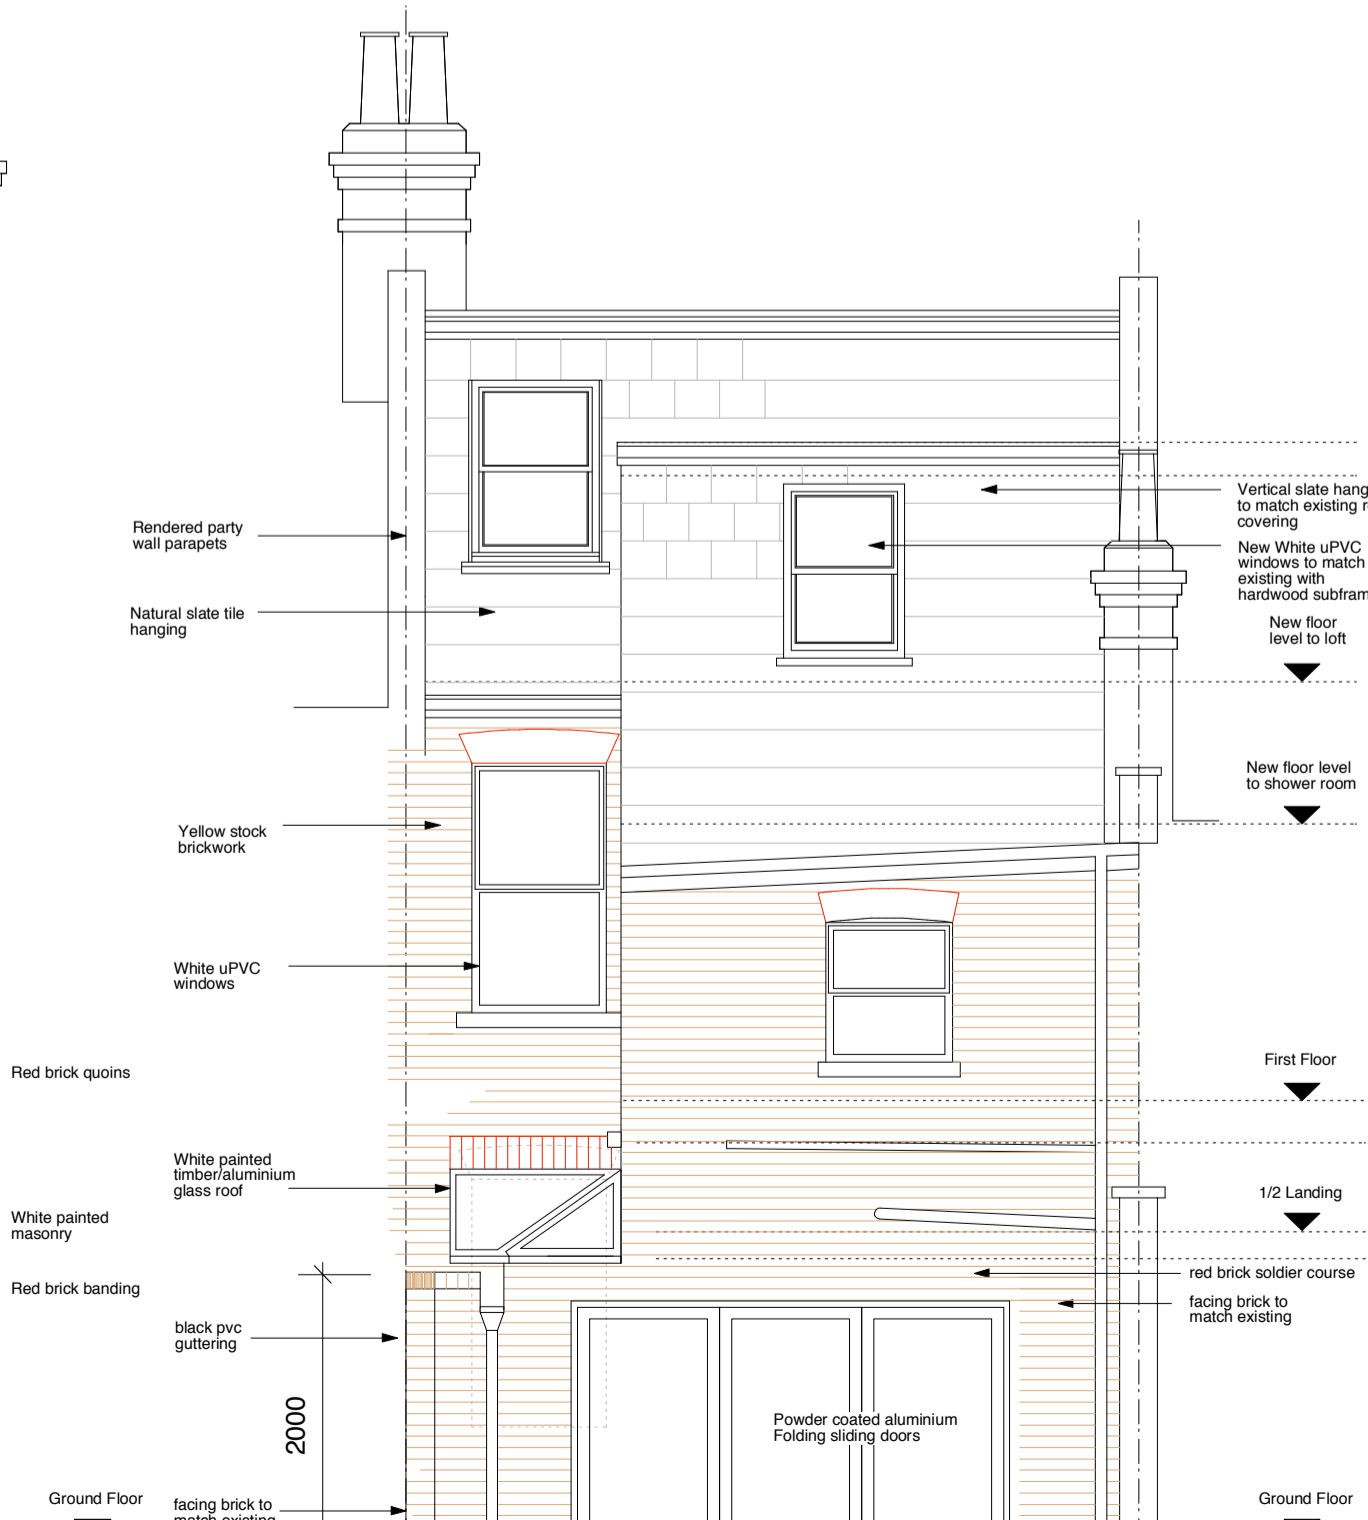 Rendered party
wall parapets
Natural slate tile
hanging
Vertical slate hang
to match existing
covering
New White uPVC
windows to match
existing with
hardwood subfram
New floor
level to loft
New floor level
to shower room
Yellow stock
brickwork
White uPVC
windows
Red brick quoins
First Floor
White painted
timber/aluminium
glass roof
White painted
masonry
1/2 Landing
Red brick banding
red brick soldier course
facing brick to
match existing
black pvc
guttering
2000
Powder coated aluminium
Folding sliding doors
Ground Floor
facing brick to
match existing
Ground Floor